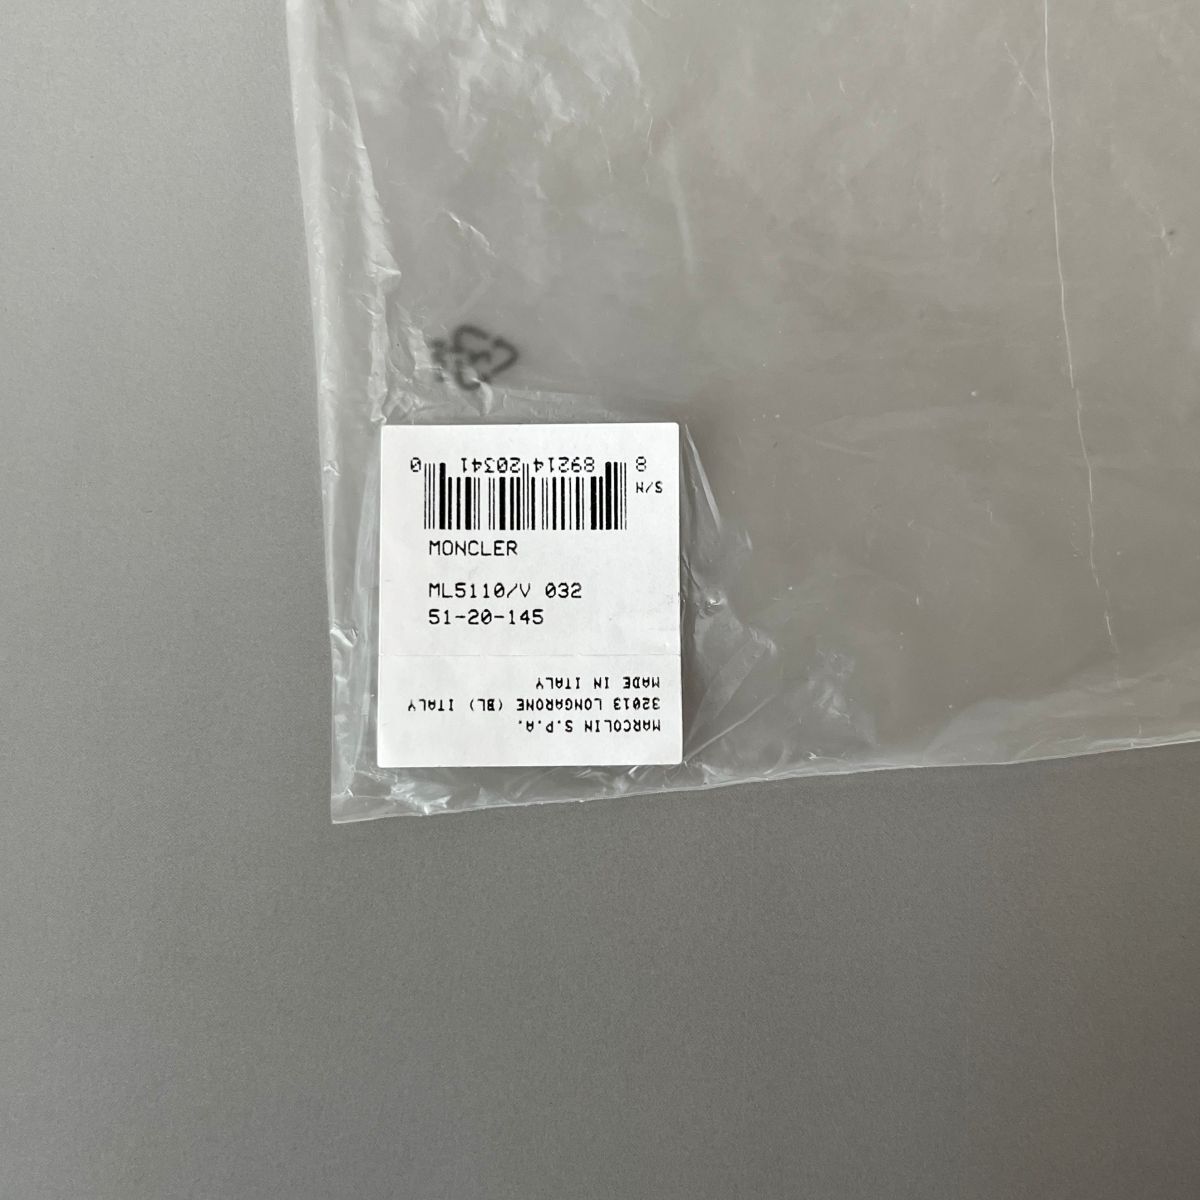 S/N
8 89214 20341 0
MONCLER
ML5110/V 032
51-20-145
MARCOLIN S.P.A.
32013 LONGARONE (BL) ITALY
MADE IN ITALY